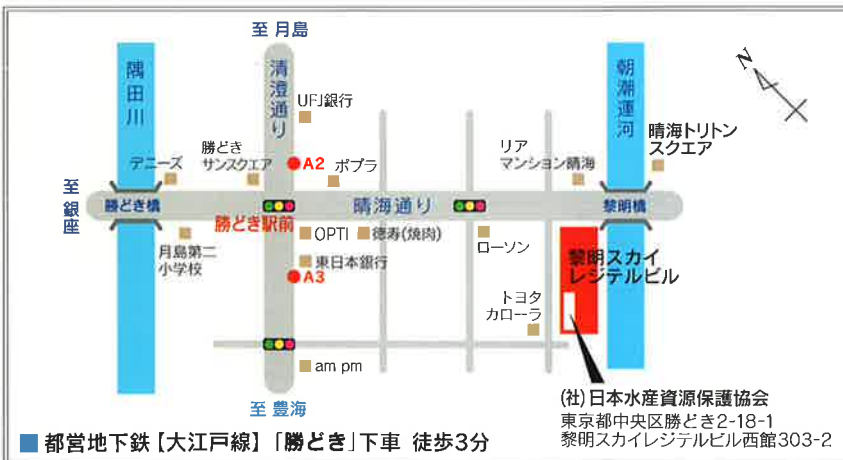 至 月島
隅田川
清澄通り
朝潮運河
N
UFJ銀行
勝どき
サンスクエア
デニーズ
A2
ポプラ
リア
マンション晴海
晴海トリトン
スクエア
至 銀座
勝どき橋
晴海通り
黎明橋
勝どき駅前
月島第二
小学校
OPTI
徳寿(焼肉)
ローソン
東日本銀行
A3
黎明スカイ
レジテルビル
トヨタ
カローラ
am pm
至 豊海
(社)日本水産資源保護協会
東京都中央区勝どき2-18-1
黎明スカイレジテルビル西館303-2
■ 都営地下鉄【大江戸線】「勝どき」下車 徒歩3分